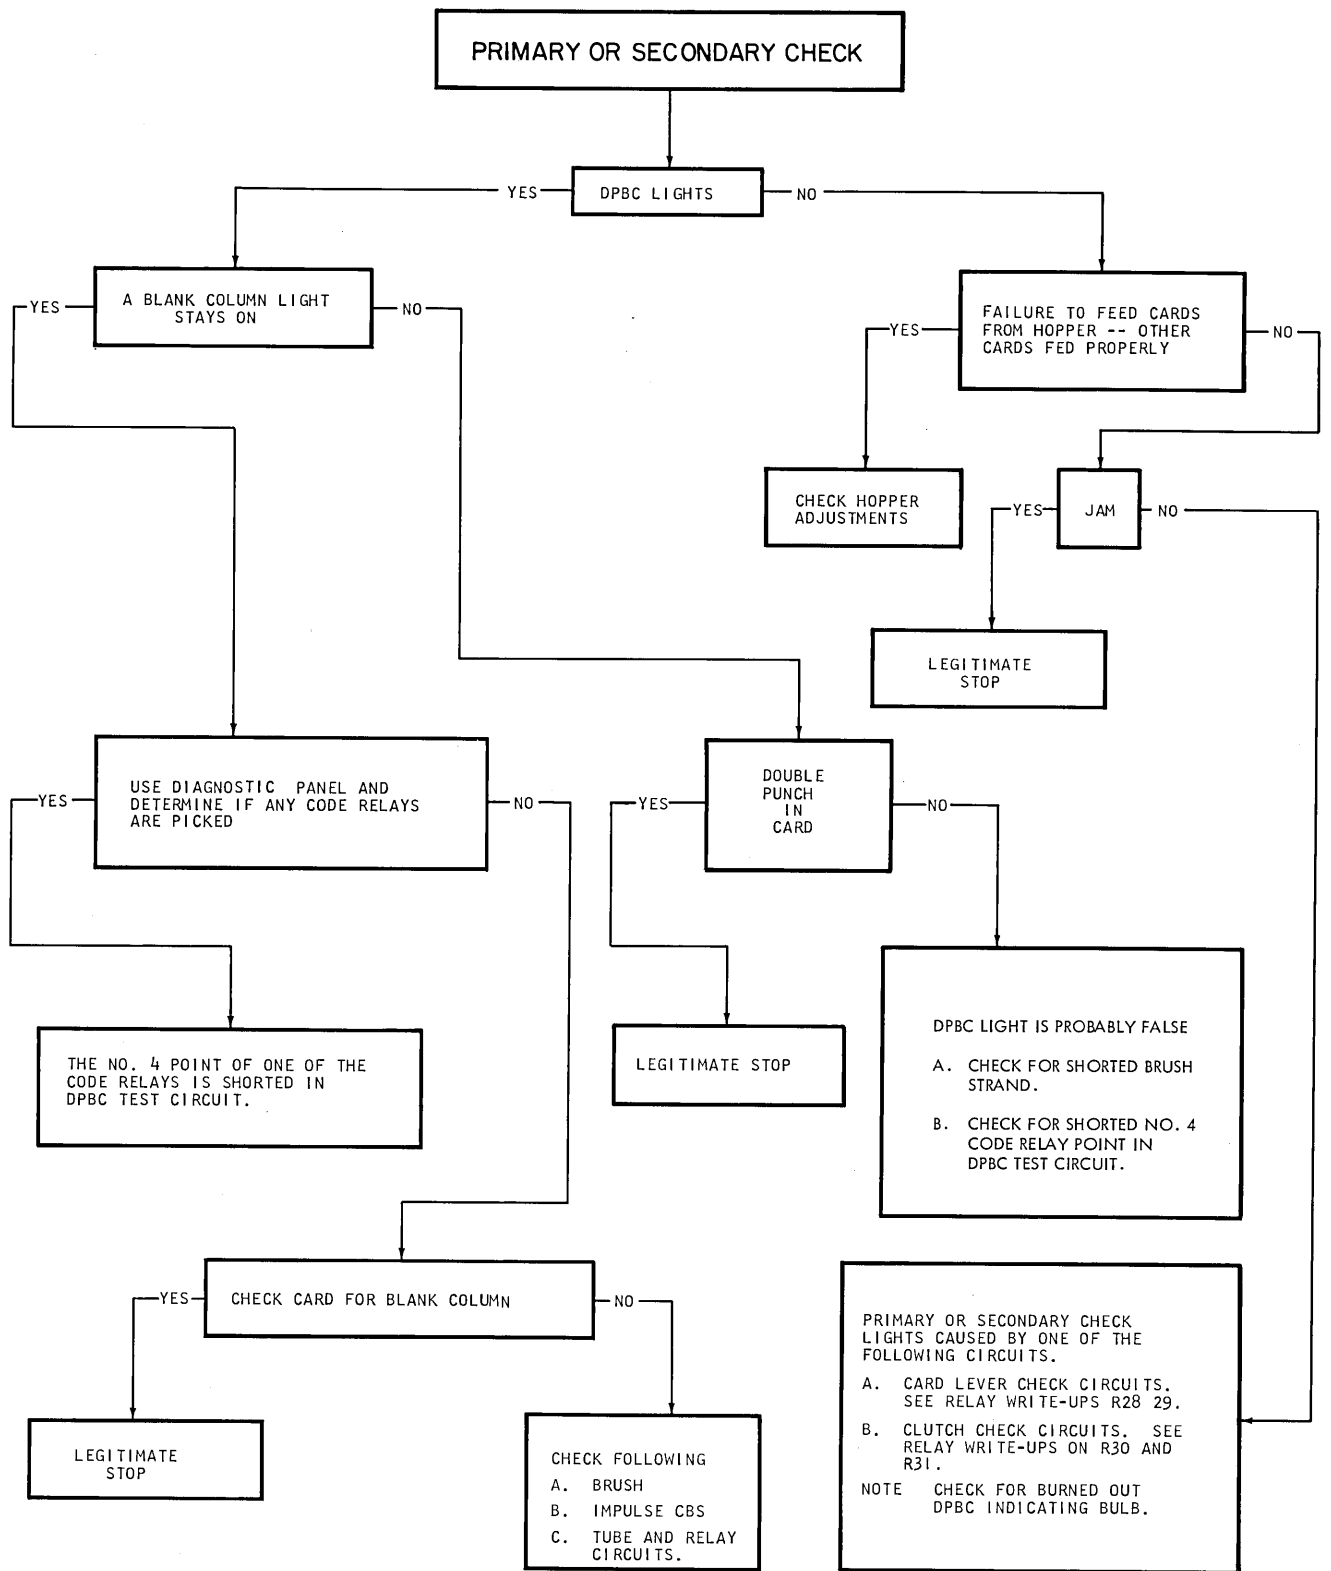 PRIMARY OR SECONDARY CHECK
YES
DPBC LIGHTS
NO
YES
A BLANK COLUMN LIGHT
STAYS ON
NO
YES
FAILURE TO FEED CARDS
FROM HOPPER -- OTHER
CARDS FED PROPERLY
NO
CHECK HOPPER
ADJUSTMENTS
YES
JAM
NO
LEGITIMATE
STOP
YES
USE DIAGNOSTIC PANEL AND
DETERMINE IF ANY CODE RELAYS
ARE PICKED
NO
YES
DOUBLE
PUNCH
IN
CARD
NO
THE NO. 4 POINT OF ONE OF THE
CODE RELAYS IS SHORTED IN
DPBC TEST CIRCUIT.
LEGITIMATE STOP
DPBC LIGHT IS PROBABLY FALSE
A. CHECK FOR SHORTED BRUSH
STRAND.
B. CHECK FOR SHORTED NO. 4
CODE RELAY POINT IN
DPBC TEST CIRCUIT.
YES
CHECK CARD FOR BLANK COLUMN
NO
LEGITIMATE
STOP
CHECK FOLLOWING
A. BRUSH
B. IMPULSE CBS
C. TUBE AND RELAY
CIRCUITS.
PRIMARY OR SECONDARY CHECK
LIGHTS CAUSED BY ONE OF THE
FOLLOWING CIRCUITS.
A. CARD LEVER CHECK CIRCUITS.
SEE RELAY WRITE-UPS R28 29.
B. CLUTCH CHECK CIRCUITS. SEE
RELAY WRITE-UPS ON R30 AND
R31.
NOTE CHECK FOR BURNED OUT
DPBC INDICATING BULB.